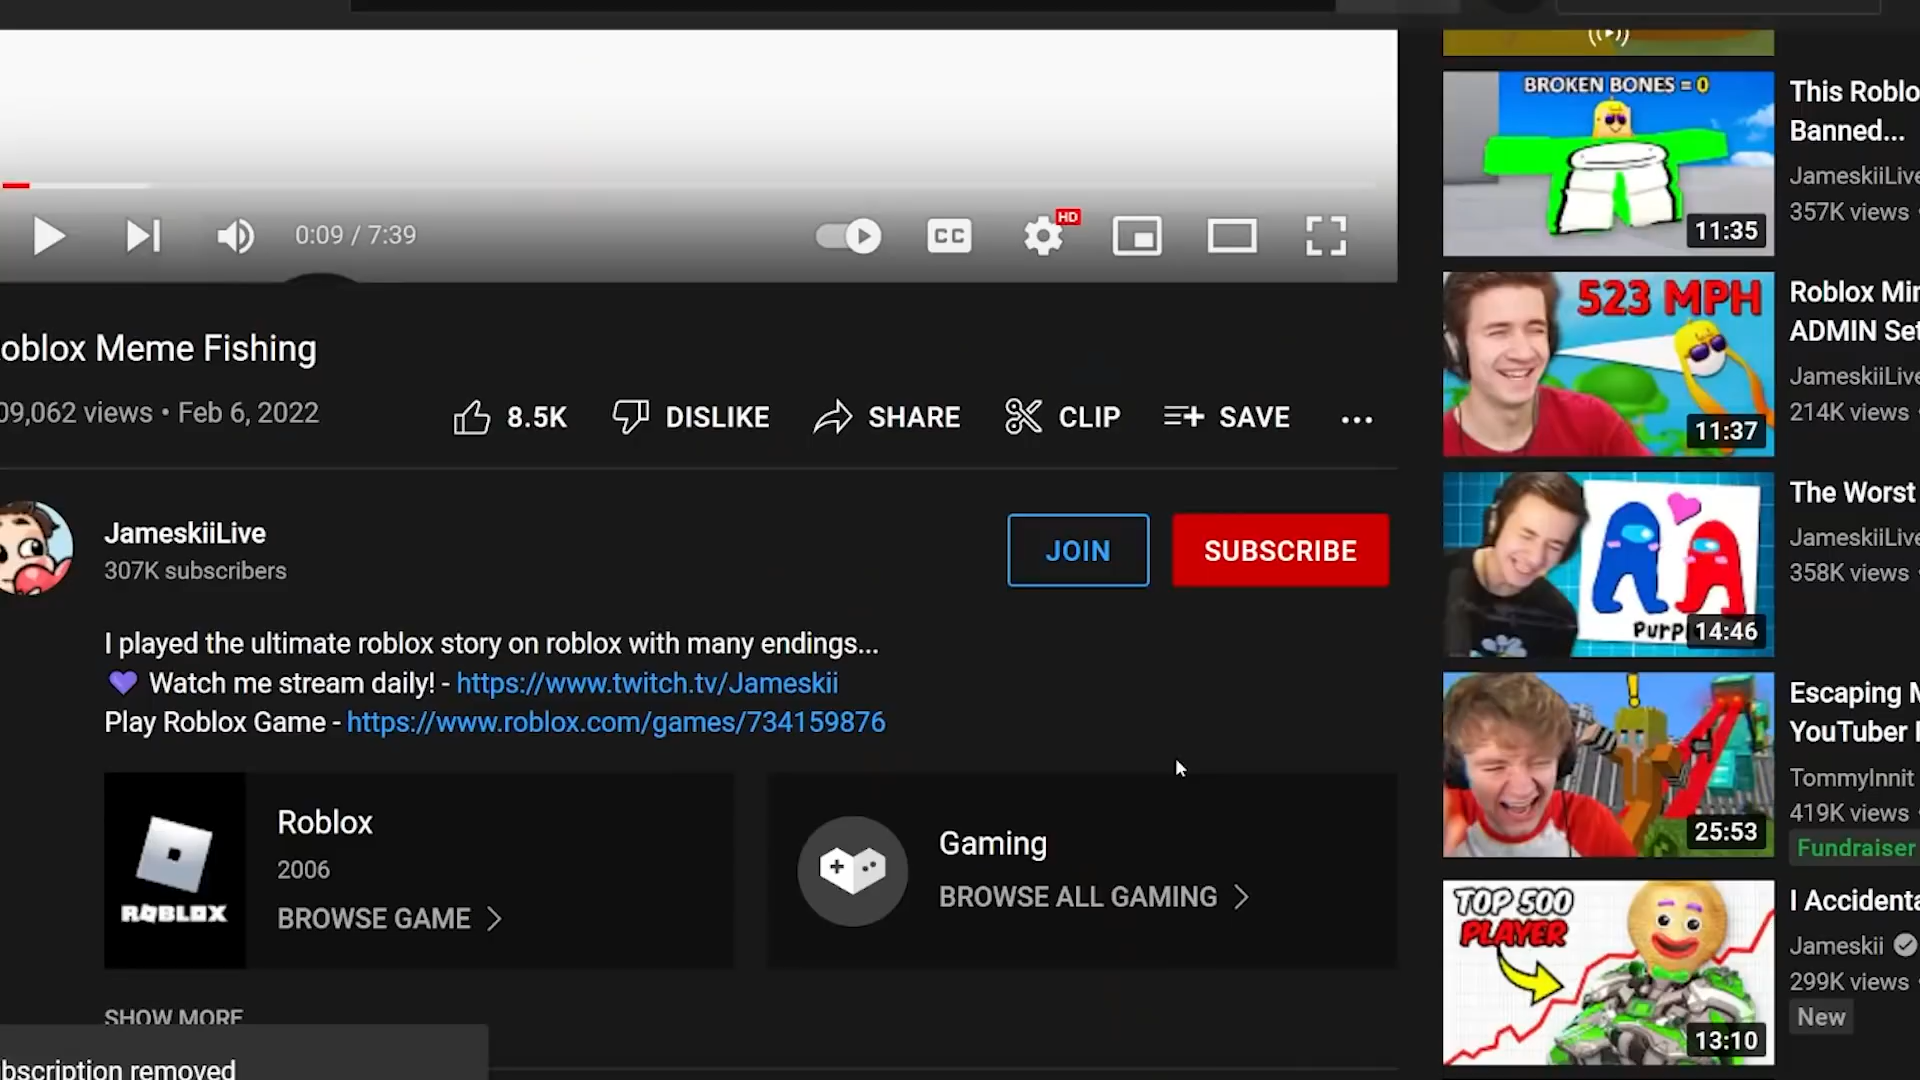 0:09 / 7:39
CC
HD
oblox Meme Fishing
09,062 views • Feb 6, 2022
8.5K
DISLIKE
SHARE
CLIP
SAVE
JameskiiLive
307K subscribers
JOIN
SUBSCRIBE
I played the ultimate roblox story on roblox with many endings...
💜 Watch me stream daily! - https://www.twitch.tv/Jameskii
Play Roblox Game - https://www.roblox.com/games/734159876
ROBLOX
Roblox
2006
BROWSE GAME
Gaming
BROWSE ALL GAMING
SHOW MORE
bscription removed
BROKEN BONES = 0
11:35
This Roblo
Banned...
JameskiiLive
357K views
523 MPH
11:37
Roblox Min
ADMIN Set
JameskiiLive
214K views
Purpl
14:46
The Worst
JameskiiLive
358K views
25:53
Escaping M
YouTuber
TommyInnit
419K views
Fundraiser
TOP 500
PLAYER
13:10
I Accidenta
Jameskii
299K views
New